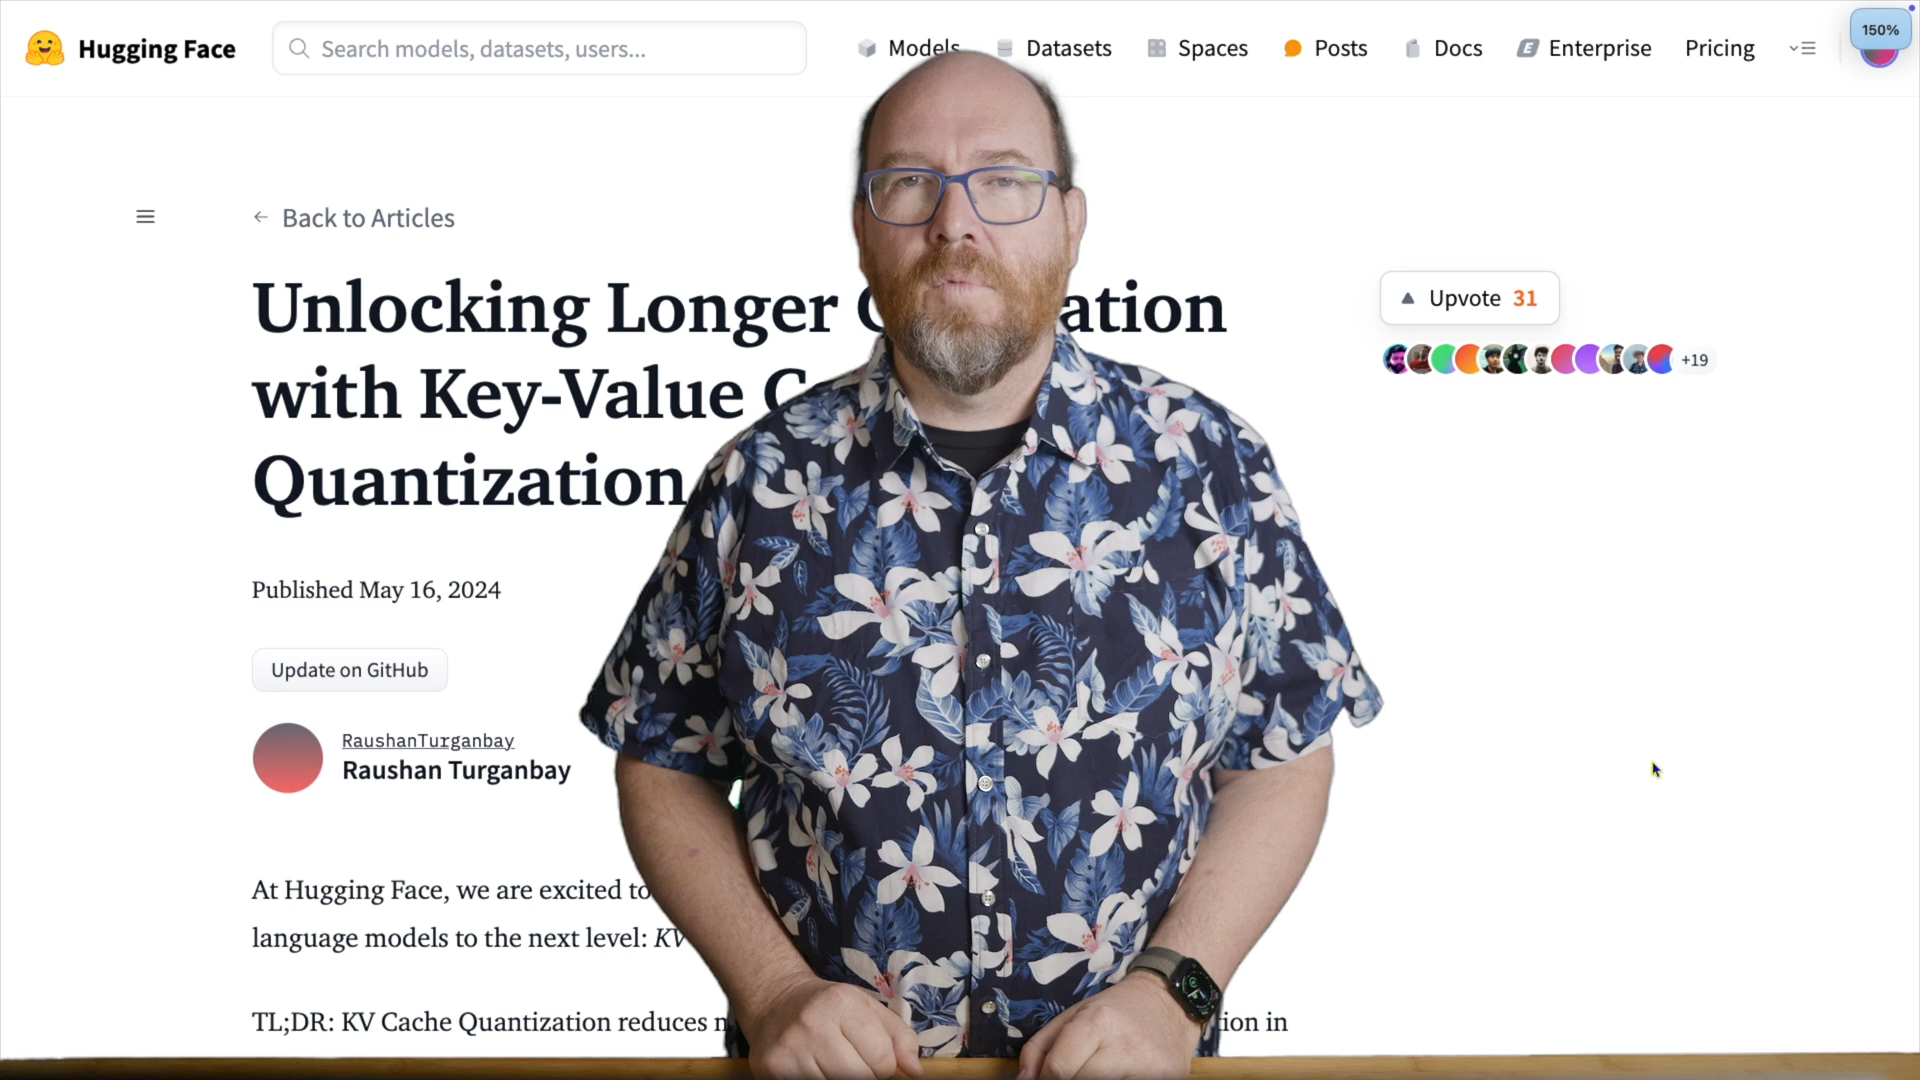 Hugging Face Search models, datasets, users... Models Datasets Spaces Posts Docs Enterprise Pricing 150%
Back to Articles
Unlocking Longer ation
with Key-Value
Quantization
Upvote 31
+19
Published May 16, 2024
Update on GitHub
RaushanTurganbay
Raushan Turganbay
At Hugging Face, we are excited to
language models to the next level: KV
TL;DR: KV Cache Quantization reduces tion in